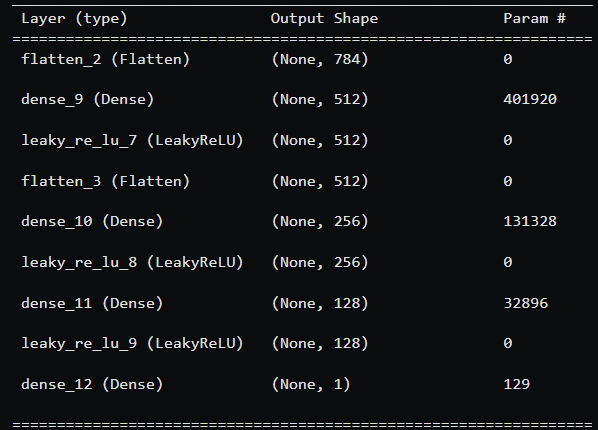 Layer (type) Output Shape Param #
=================================================================
flatten_2 (Flatten) (None, 784) 0
dense_9 (Dense) (None, 512) 401920
leaky_re_lu_7 (LeakyReLU) (None, 512) 0
flatten_3 (Flatten) (None, 512) 0
dense_10 (Dense) (None, 256) 131328
leaky_re_lu_8 (LeakyReLU) (None, 256) 0
dense_11 (Dense) (None, 128) 32896
leaky_re_lu_9 (LeakyReLU) (None, 128) 0
dense_12 (Dense) (None, 1) 129
=================================================================